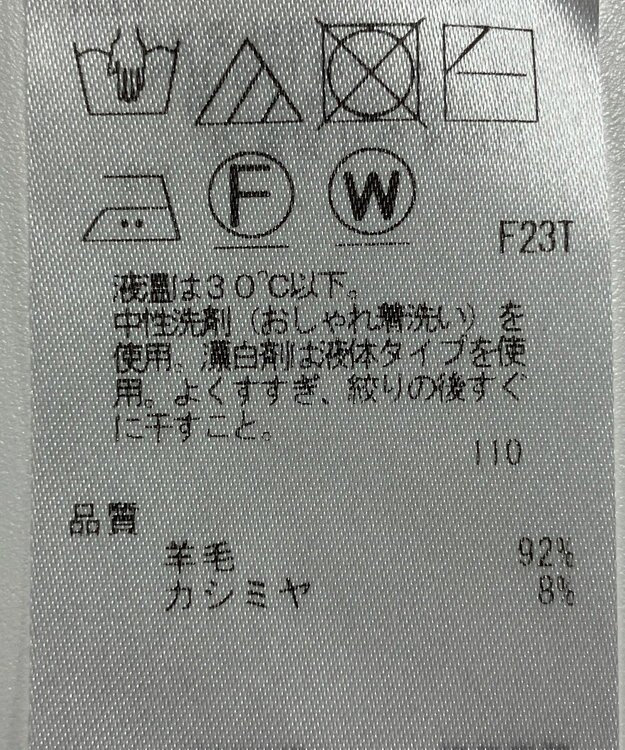 F
W
F23T
液温は30℃以下。
中性洗剤（おしゃれ着洗い）を
使用。漂白剤は液体タイプを使
用。よくすすぎ、絞りの後すぐ
に干すこと。
110
品質
羊毛 92%
カシミヤ 8%